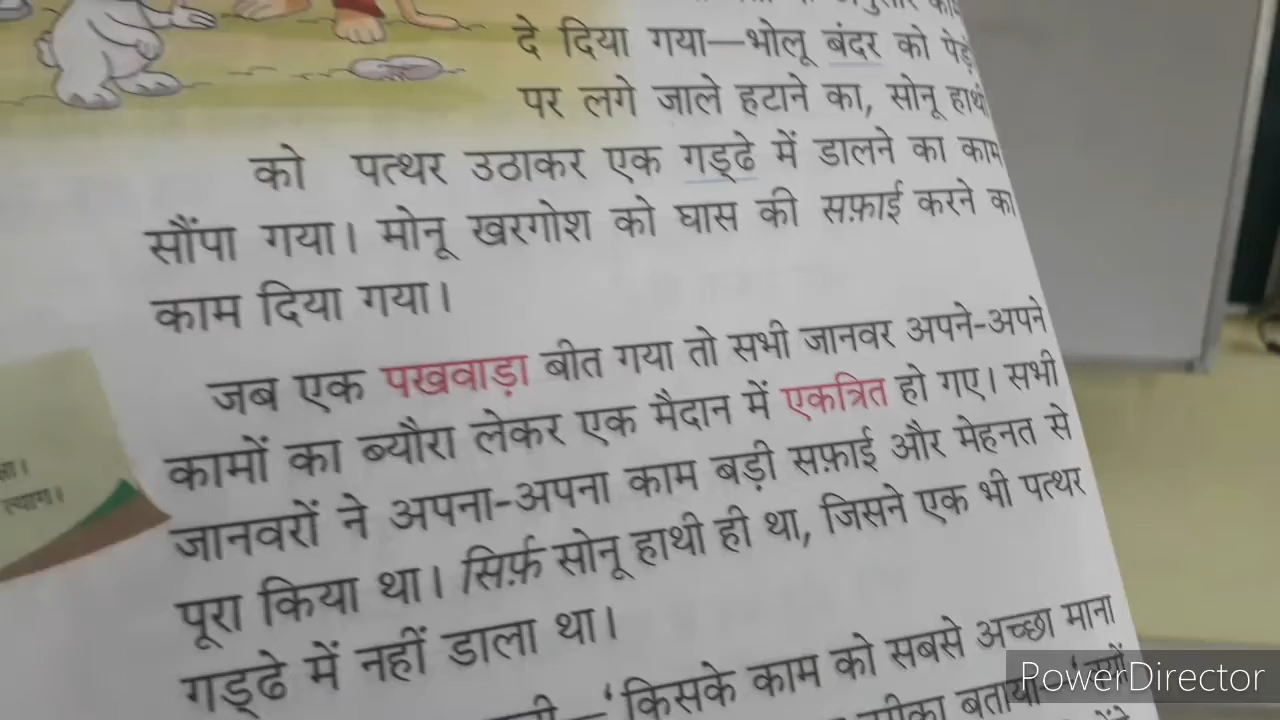 दे दिया गया—भोलू बंदर को
पर लगे जाले हटाने का, सोनू हाथी
को पत्थर उठाकर एक गड्ढे में डालने का काम
सौंपा गया। मोनू खरगोश को घास की सफ़ाई करने का
काम दिया गया।
जब एक पखवाड़ा बीत गया तो सभी जानवर अपने-अपने
कामों का ब्यौरा लेकर एक मैदान में एकत्रित हो गए। सभी
जानवरों ने अपना-अपना काम बड़ी सफ़ाई और मेहनत से
पूरा किया था। सिर्फ़ सोनू हाथी ही था, जिसने एक भी पत्थर
गड्ढे में नहीं डाला था।
‘किसके काम को सबसे अच्छा माना
बताया—
त्याग।
PowerDirector